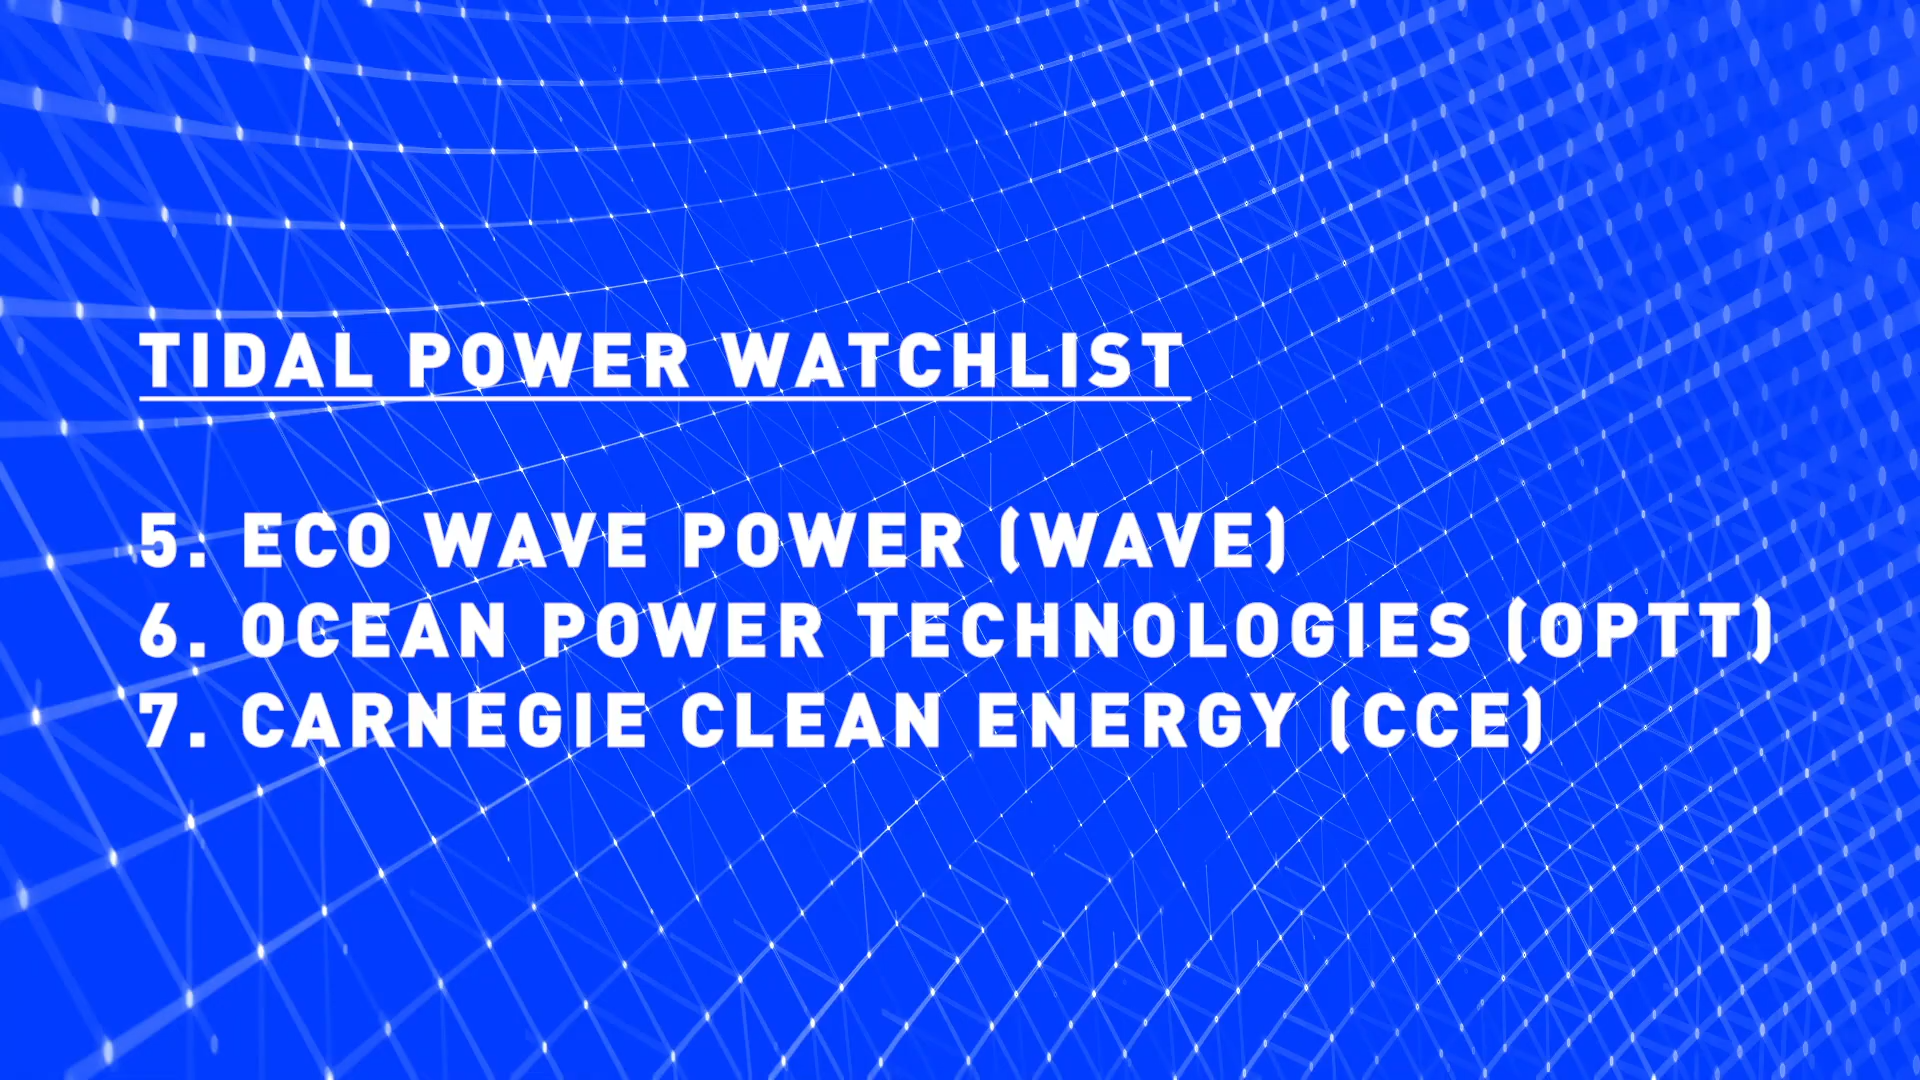 TIDAL POWER WATCHLIST
5. ECO WAVE POWER (WAVE)
6. OCEAN POWER TECHNOLOGIES (OPTT)
7. CARNEGIE CLEAN ENERGY (CCE)